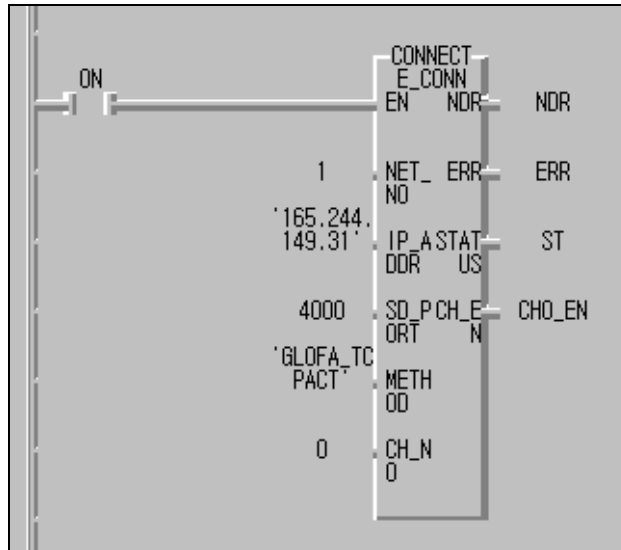 CONNECT
ON E_CONN
EN NDR NDR
1 NET_ ERR ERR
NO
'165.244.
149.31' IP_A STAT ST
DDR US
4000 SD_P CH_E CH0_EN
ORT N
'GLOFA_TC
PACT' METH
OD
0 CH_N
O